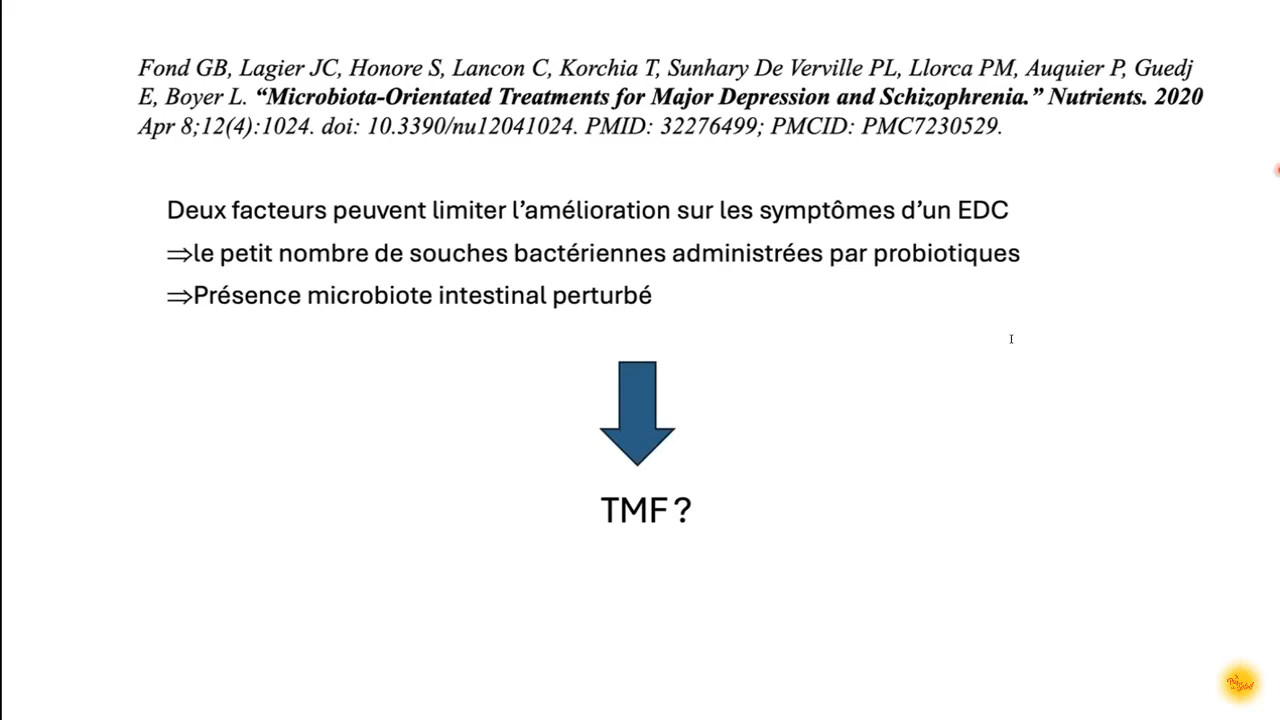 Fond GB, Lagier JC, Honore S, Lancon C, Korchia T, Sunhary De Verville PL, Llorca PM, Auquier P, Guedj
E, Boyer L. “Microbiota-Orientated Treatments for Major Depression and Schizophrenia.” Nutrients. 2020
Apr 8;12(4):1024. doi: 10.3390/nu12041024. PMID: 32276499; PMCID: PMC7230529.
Deux facteurs peuvent limiter l’amélioration sur les symptômes d’un EDC
⇒le petit nombre de souches bactériennes administrées par probiotiques
⇒Présence microbiote intestinal perturbé
TMF ?